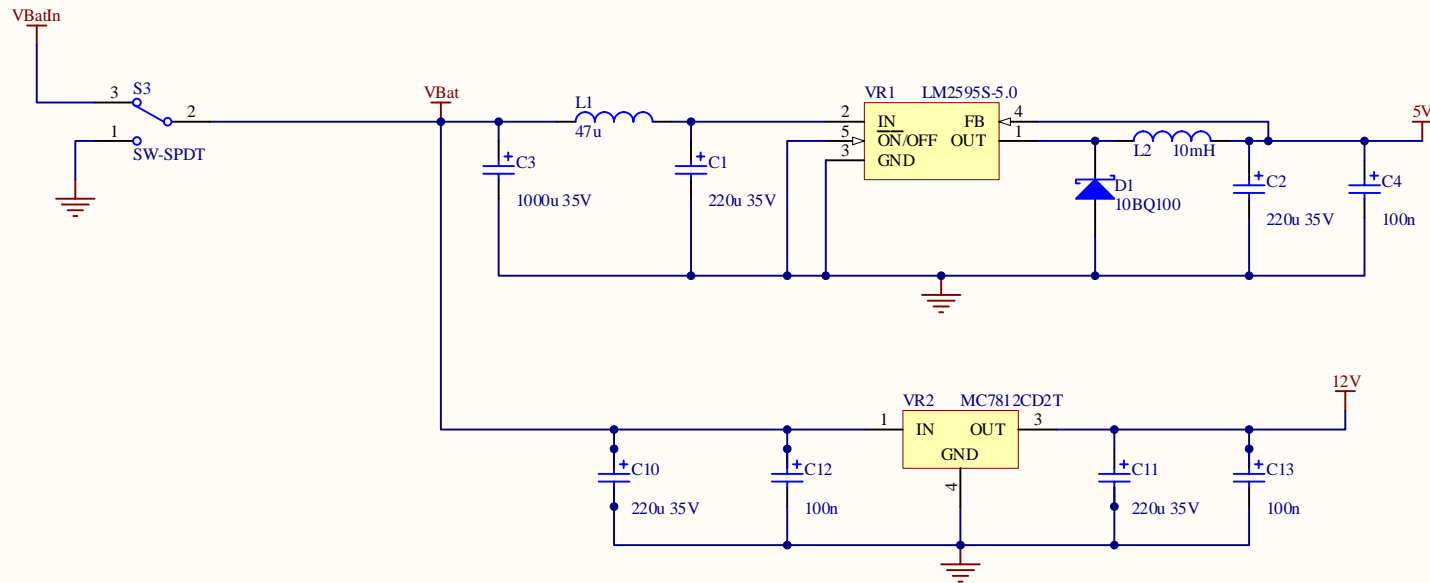 VBatIn
S3
3
2
1
SW-SPDT
VBat
L1
47u
C3
1000u 35V
C1
220u 35V
VR1 LM2595S-5.0
2 IN FB 4
5 ON/OFF OUT 1
3 GND
L2 10mH
D1
10BQ100
C2
220u 35V
C4
100n
5V
VR2 MC7812CD2T
1 IN OUT 3
GND
4
12V
C10
220u 35V
C12
100n
C11
220u 35V
C13
100n